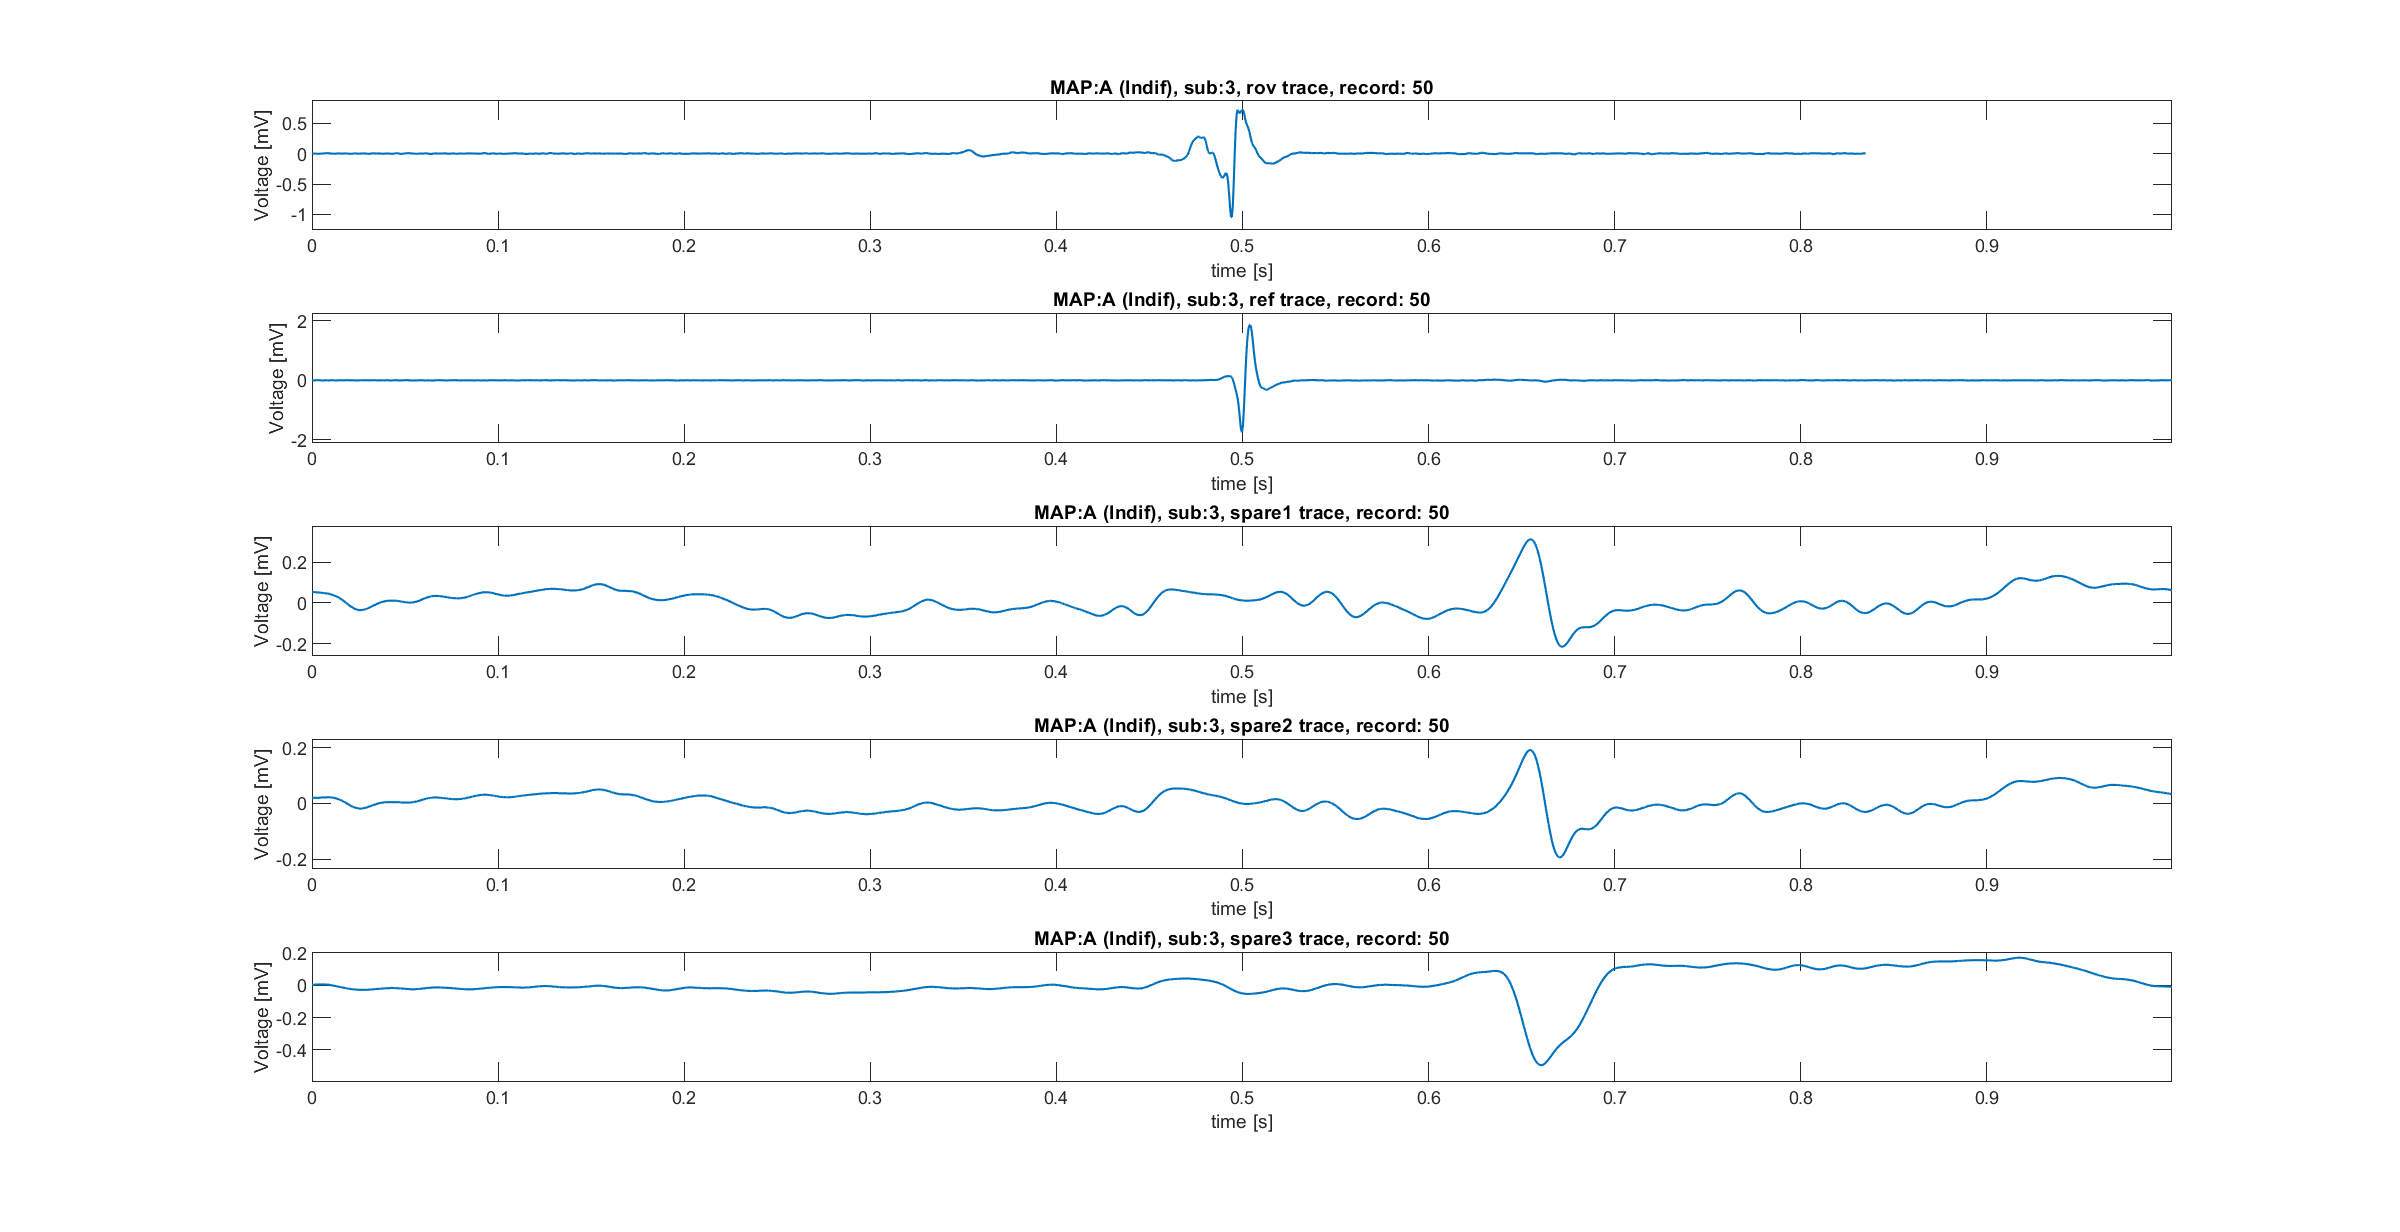 MAP:A (Indif), sub:3, rov trace, record: 50
Voltage [mV]
0.5
0
-0.5
-1
0 0.1 0.2 0.3 0.4 0.5 0.6 0.7 0.8 0.9
time [s]
MAP:A (Indif), sub:3, ref trace, record: 50
Voltage [mV]
2
0
-2
0 0.1 0.2 0.3 0.4 0.5 0.6 0.7 0.8 0.9
time [s]
MAP:A (Indif), sub:3, spare1 trace, record: 50
Voltage [mV]
0.2
0
-0.2
0 0.1 0.2 0.3 0.4 0.5 0.6 0.7 0.8 0.9
time [s]
MAP:A (Indif), sub:3, spare2 trace, record: 50
Voltage [mV]
0.2
0
-0.2
0 0.1 0.2 0.3 0.4 0.5 0.6 0.7 0.8 0.9
time [s]
MAP:A (Indif), sub:3, spare3 trace, record: 50
Voltage [mV]
0.2
0
-0.2
-0.4
0 0.1 0.2 0.3 0.4 0.5 0.6 0.7 0.8 0.9
time [s]